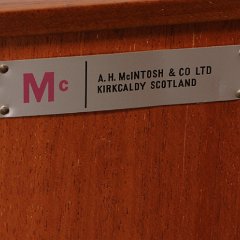 Mc
A.H. McINTOSH & CO LTD
KIRKCALDY SCOTLAND